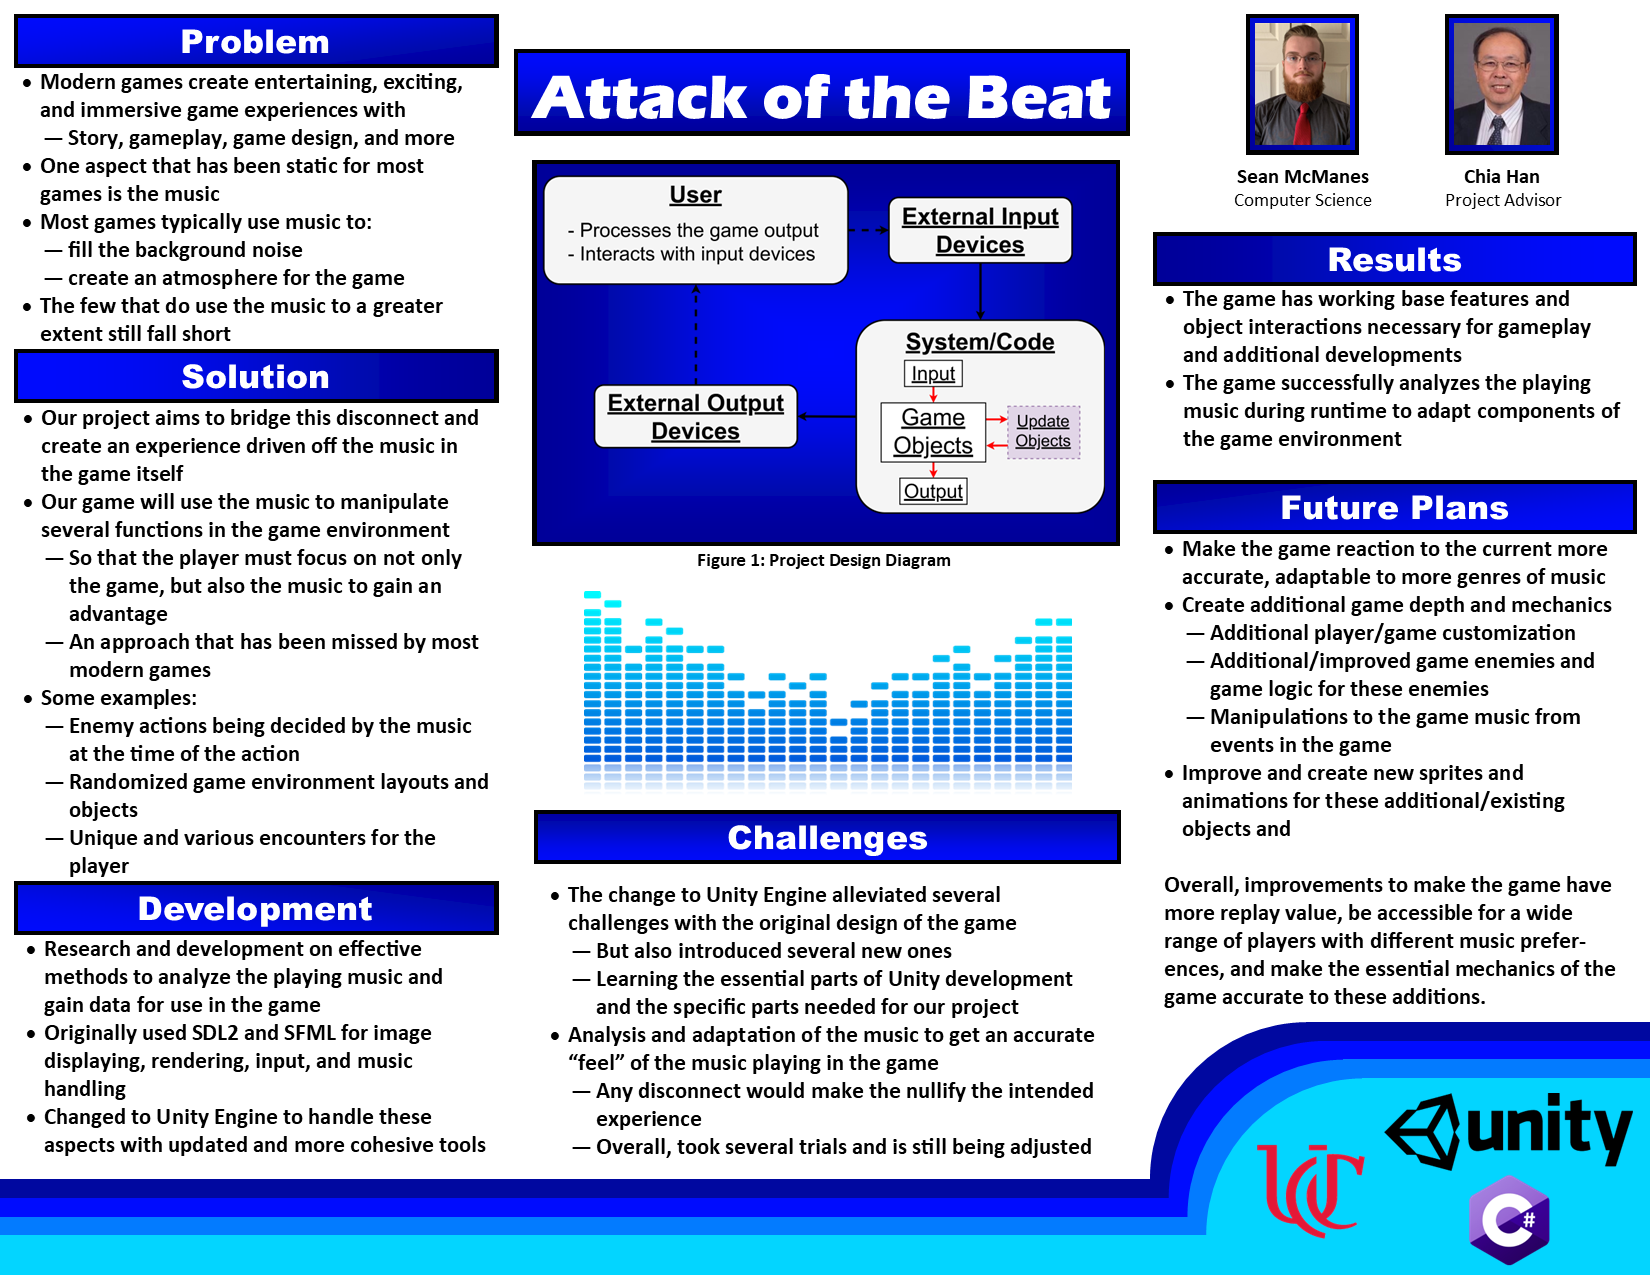 Problem
• Modern games create entertaining, exciting,
and immersive game experiences with
— Story, gameplay, game design, and more
• One aspect that has been static for most
games is the music
• Most games typically use music to:
— fill the background noise
— create an atmosphere for the game
• The few that do use the music to a greater
extent still fall short
Solution
• Our project aims to bridge this disconnect and
create an experience driven off the music in
the game itself
• Our game will use the music to manipulate
several functions in the game environment
— So that the player must focus on not only
the game, but also the music to gain an
advantage
— An approach that has been missed by most
modern games
• Some examples:
— Enemy actions being decided by the music
at the time of the action
— Randomized game environment layouts and
objects
— Unique and various encounters for the
player
Development
• Research and development on effective
methods to analyze the playing music and
gain data for use in the game
• Originally used SDL2 and SFML for image
displaying, rendering, input, and music
handling
• Changed to Unity Engine to handle these
aspects with updated and more cohesive tools
Attack of the Beat
User
- Processes the game output
- Interacts with input devices
External Input
Devices
System/Code
Input
Game
Objects
Update
Objects
Output
External Output
Devices
Figure 1: Project Design Diagram
Challenges
• The change to Unity Engine alleviated several
challenges with the original design of the game
— But also introduced several new ones
— Learning the essential parts of Unity development
and the specific parts needed for our project
• Analysis and adaptation of the music to get an accurate
“feel” of the music playing in the game
— Any disconnect would make the nullify the intended
experience
— Overall, took several trials and is still being adjusted
Sean McManes
Computer Science
Chia Han
Project Advisor
Results
• The game has working base features and
object interactions necessary for gameplay
and additional developments
• The game successfully analyzes the playing
music during runtime to adapt components of
the game environment
Future Plans
• Make the game reaction to the current more
accurate, adaptable to more genres of music
• Create additional game depth and mechanics
— Additional player/game customization
— Additional/improved game enemies and
game logic for these enemies
— Manipulations to the game music from
events in the game
• Improve and create new sprites and
animations for these additional/existing
objects and
Overall, improvements to make the game have
more replay value, be accessible for a wide
range of players with different music prefer-
ences, and make the essential mechanics of the
game accurate to these additions.
unity
UC
C#